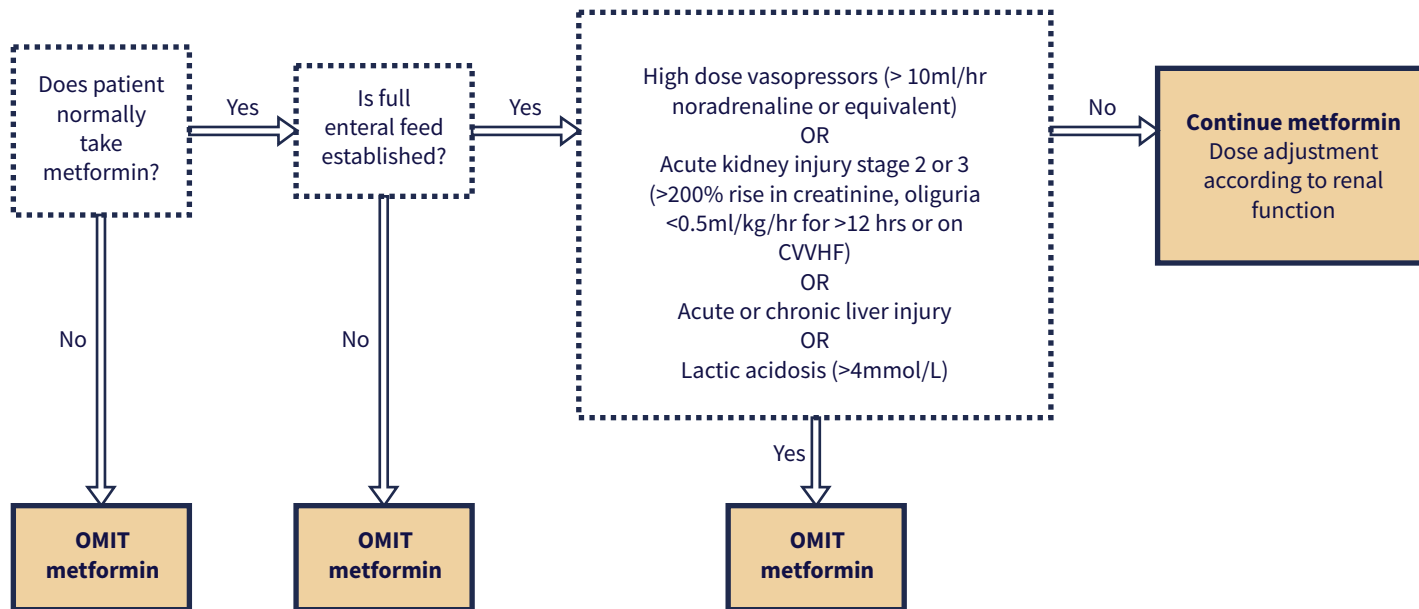 Does patient
normally
take
metformin?
Yes
Is full
enteral feed
established?
Yes
High dose vasopressors (> 10ml/hr
noradrenaline or equivalent)
OR
Acute kidney injury stage 2 or 3
(>200% rise in creatinine, oliguria
<0.5ml/kg/hr for >12 hrs or on
CVVHF)
OR
Acute or chronic liver injury
OR
Lactic acidosis (>4mmol/L)
No
Continue metformin
Dose adjustment
according to renal
function
No
No
Yes
OMIT
metformin
OMIT
metformin
OMIT
metformin